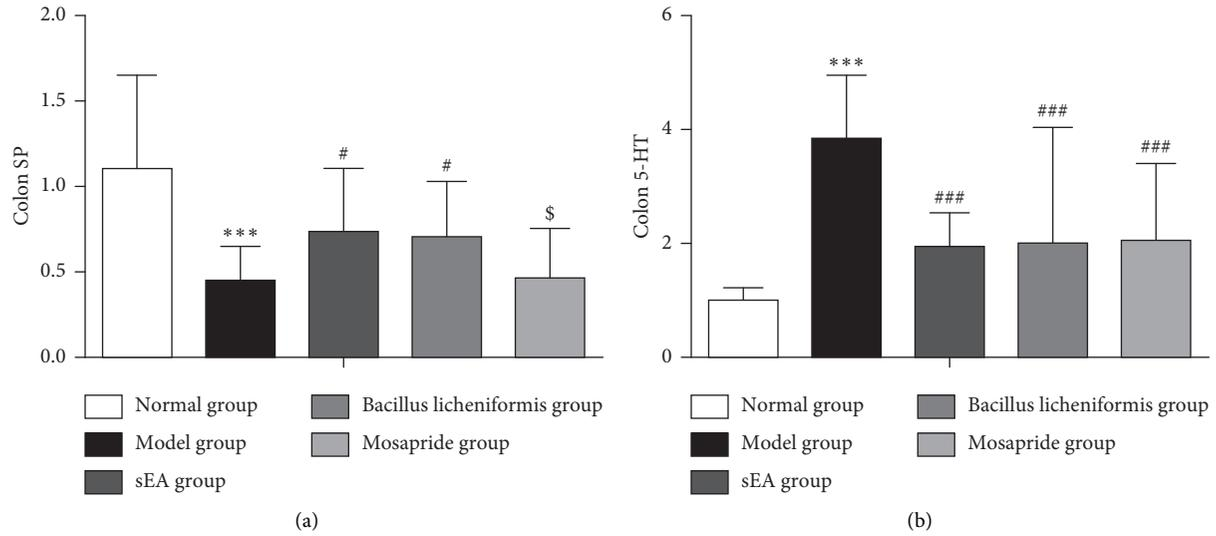 2.0
1.5
1.0
0.5
0.0
Colon SP
***
#
#
$
Normal group
Model group
sEA group
Bacillus licheniformis group
Mosapride group
(a)
6
4
2
0
Colon 5-HT
***
###
###
###
Normal group
Model group
sEA group
Bacillus licheniformis group
Mosapride group
(b)